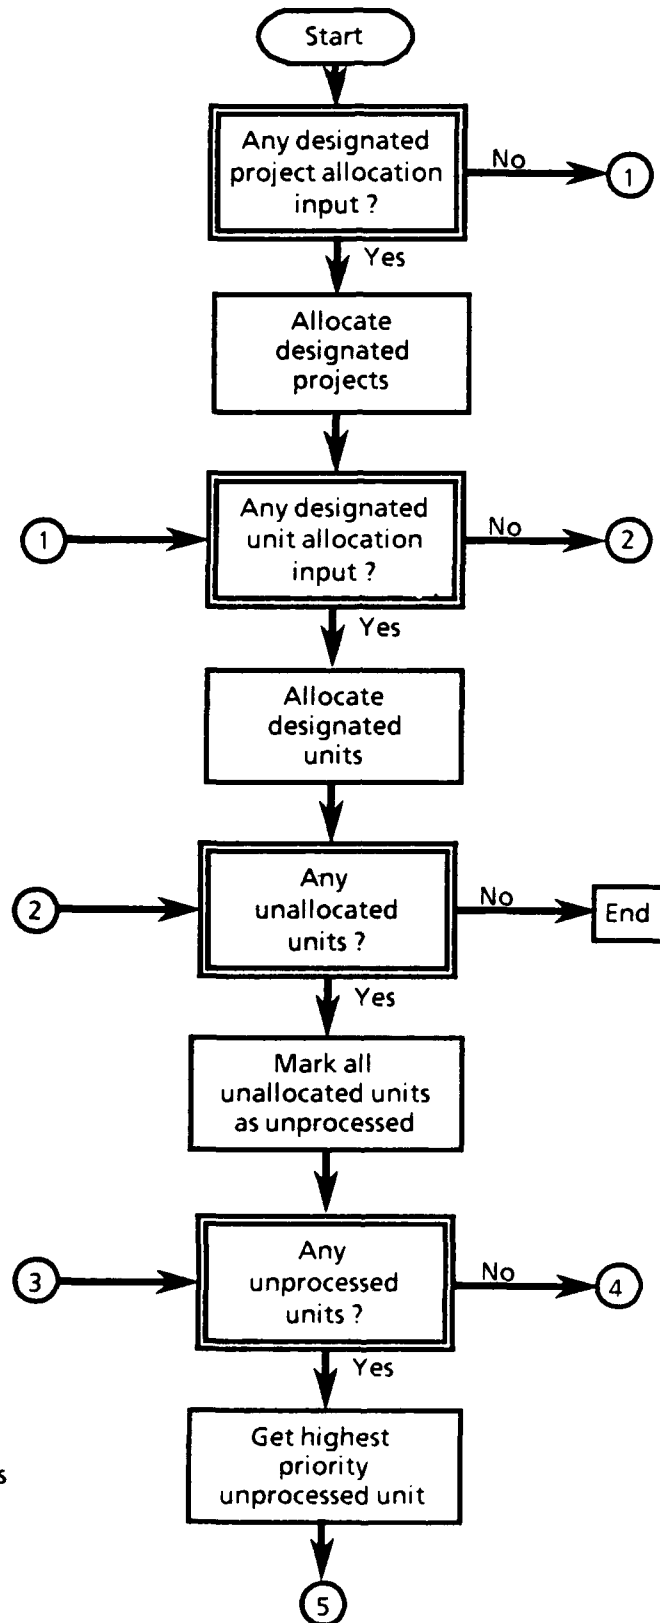 Start
Any designated
project allocation
input ?
No
1
Yes
Allocate
designated
projects
1
Any designated
unit allocation
input ?
No
2
Yes
Allocate
designated
units
2
Any
unallocated
units ?
No
End
Yes
Mark all
unallocated units
as unprocessed
3
Any
unprocessed
units ?
No
4
Yes
Get highest
priority
unprocessed unit
s
5